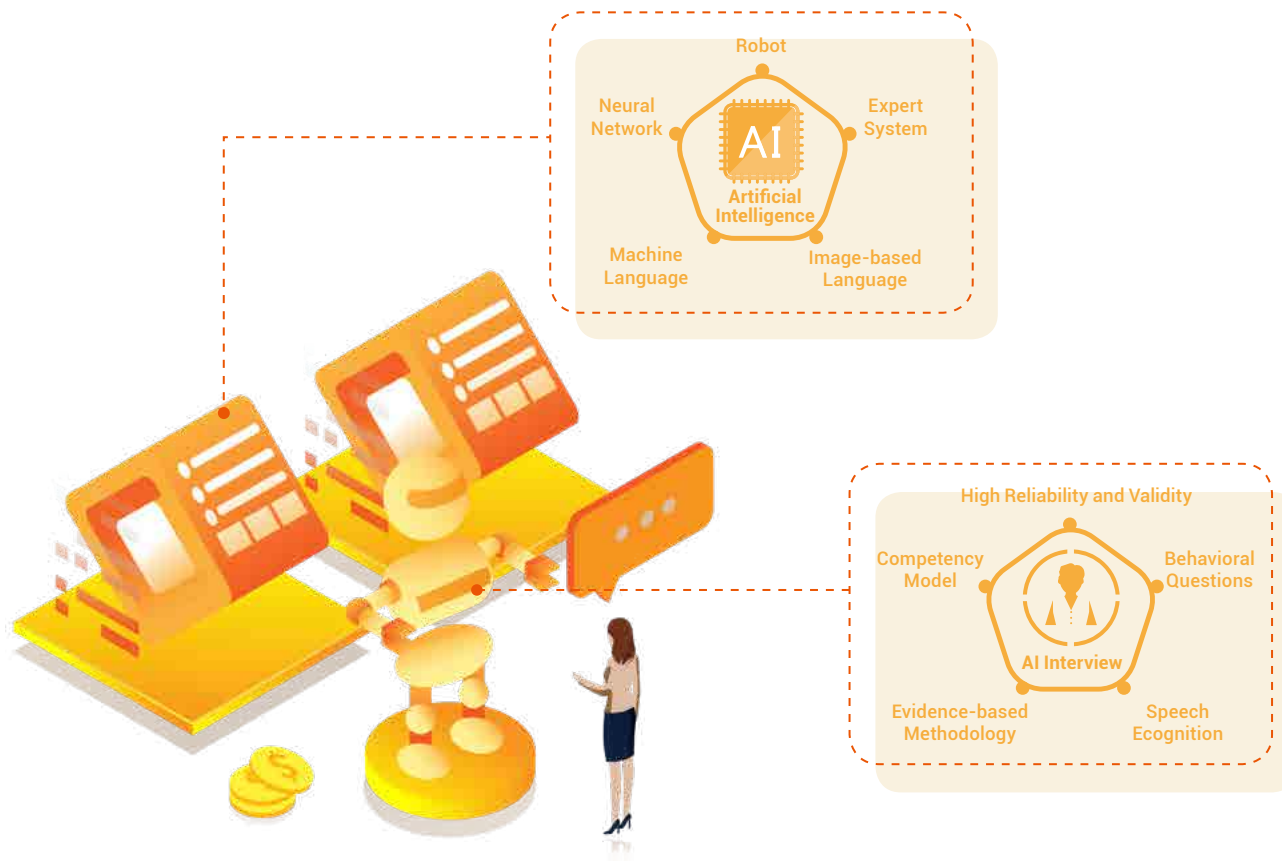 Robot
Neural
Network
Expert
System
AI
Artificial
Intelligence
Machine
Language
Image-based
Language
High Reliability and Validity
Competency
Model
Behavioral
Questions
AI Interview
Evidence-based
Methodology
Speech
Ecognition
$